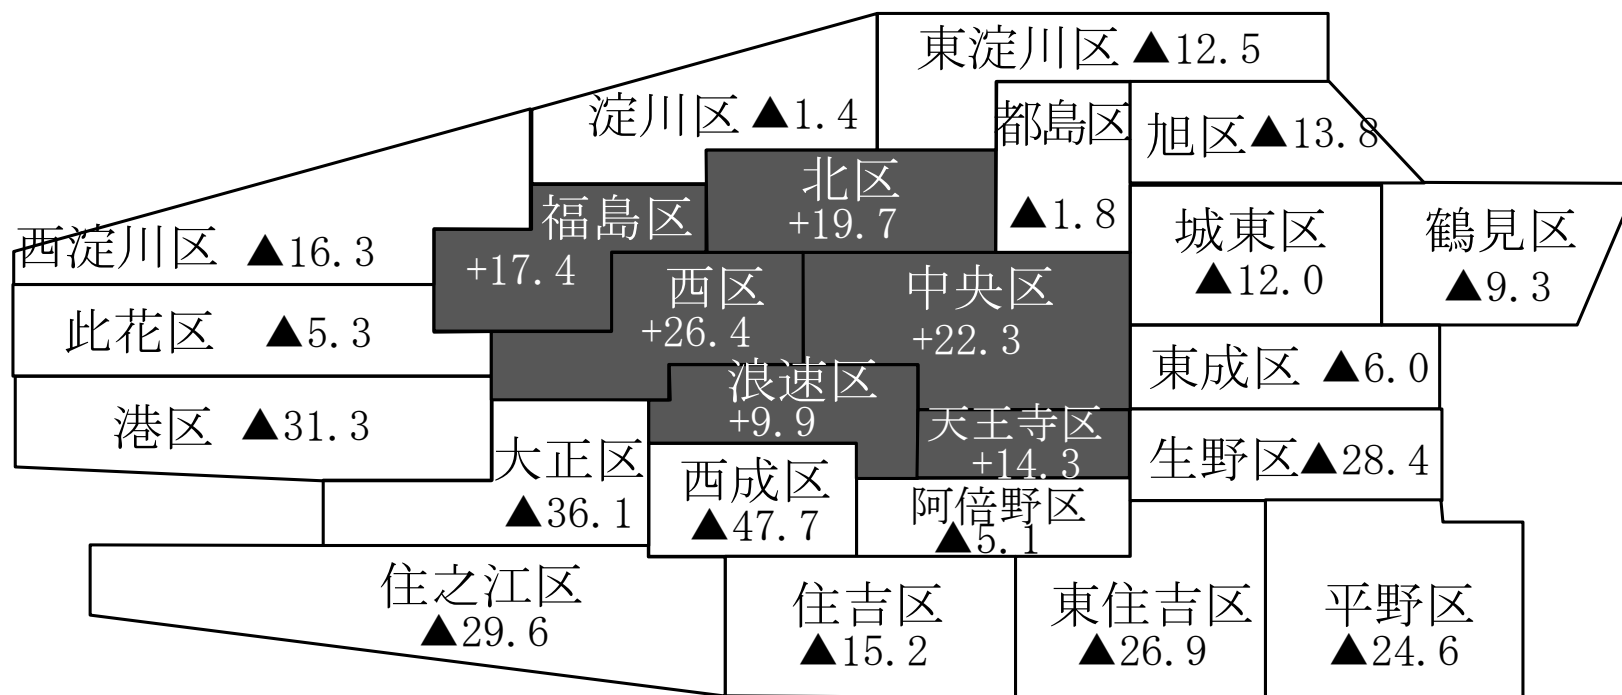 東淀川区 ▲12.5
淀川区 ▲1.4
都島区
▲1.8
旭区▲13.8
北区
+19.7
福島区
+17.4
西淀川区 ▲16.3
城東区
▲12.0
鶴見区
▲9.3
西区
+26.4
中央区
+22.3
此花区 ▲5.3
東成区 ▲6.0
浪速区
+9.9
港区 ▲31.3
天王寺区
+14.3
大正区
▲36.1
西成区
▲47.7
生野区▲28.4
阿倍野区
▲5.1
住之江区
▲29.6
住吉区
▲15.2
東住吉区
▲26.9
平野区
▲24.6